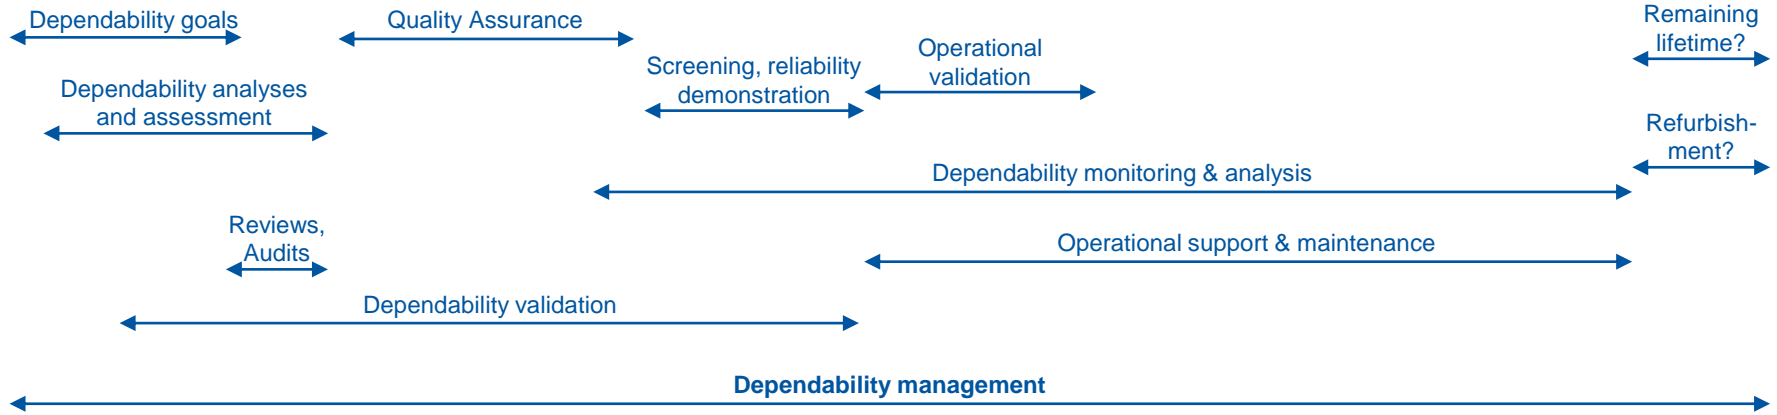 Dependability goals
Quality Assurance
Remaining
lifetime?
Operational
validation
Screening, reliability
demonstration
Dependability analyses
and assessment
Refurbish-
ment?
Dependability monitoring & analysis
Reviews,
Audits
Operational support & maintenance
Dependability validation
Dependability management